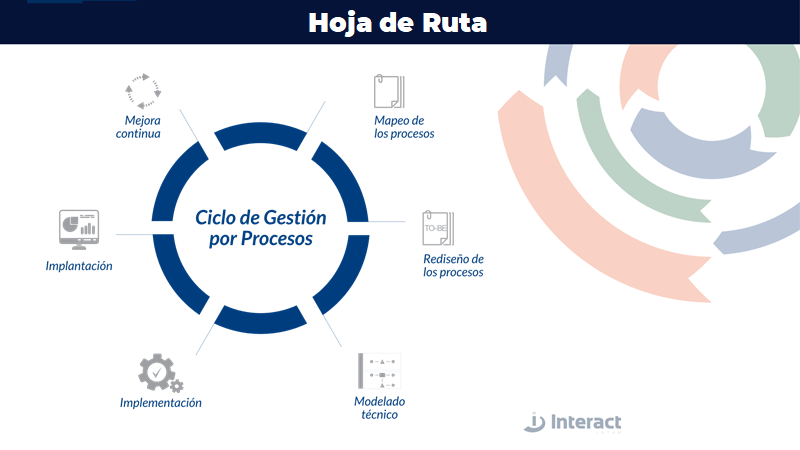 Hoja de Ruta
Mejora
continua
Mapeo de
los procesos
Ciclo de Gestión
por Procesos
TO-BE
Implantación
Rediseño de
los procesos
Implementación
Modelado
técnico
Interact